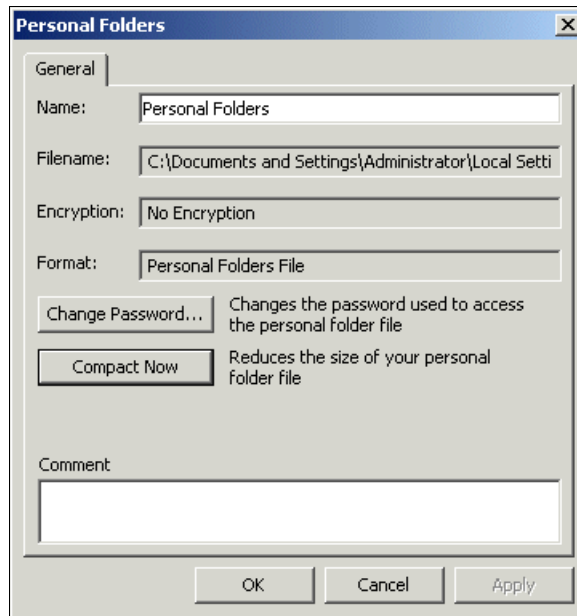 Personal Folders
General
Name: Personal Folders
Filename: C:\Documents and Settings\Administrator\Local Setti
Encryption: No Encryption
Format: Personal Folders File
Change Password... Changes the password used to access
the personal folder file
Compact Now Reduces the size of your personal
folder file
Comment
OK Cancel Apply